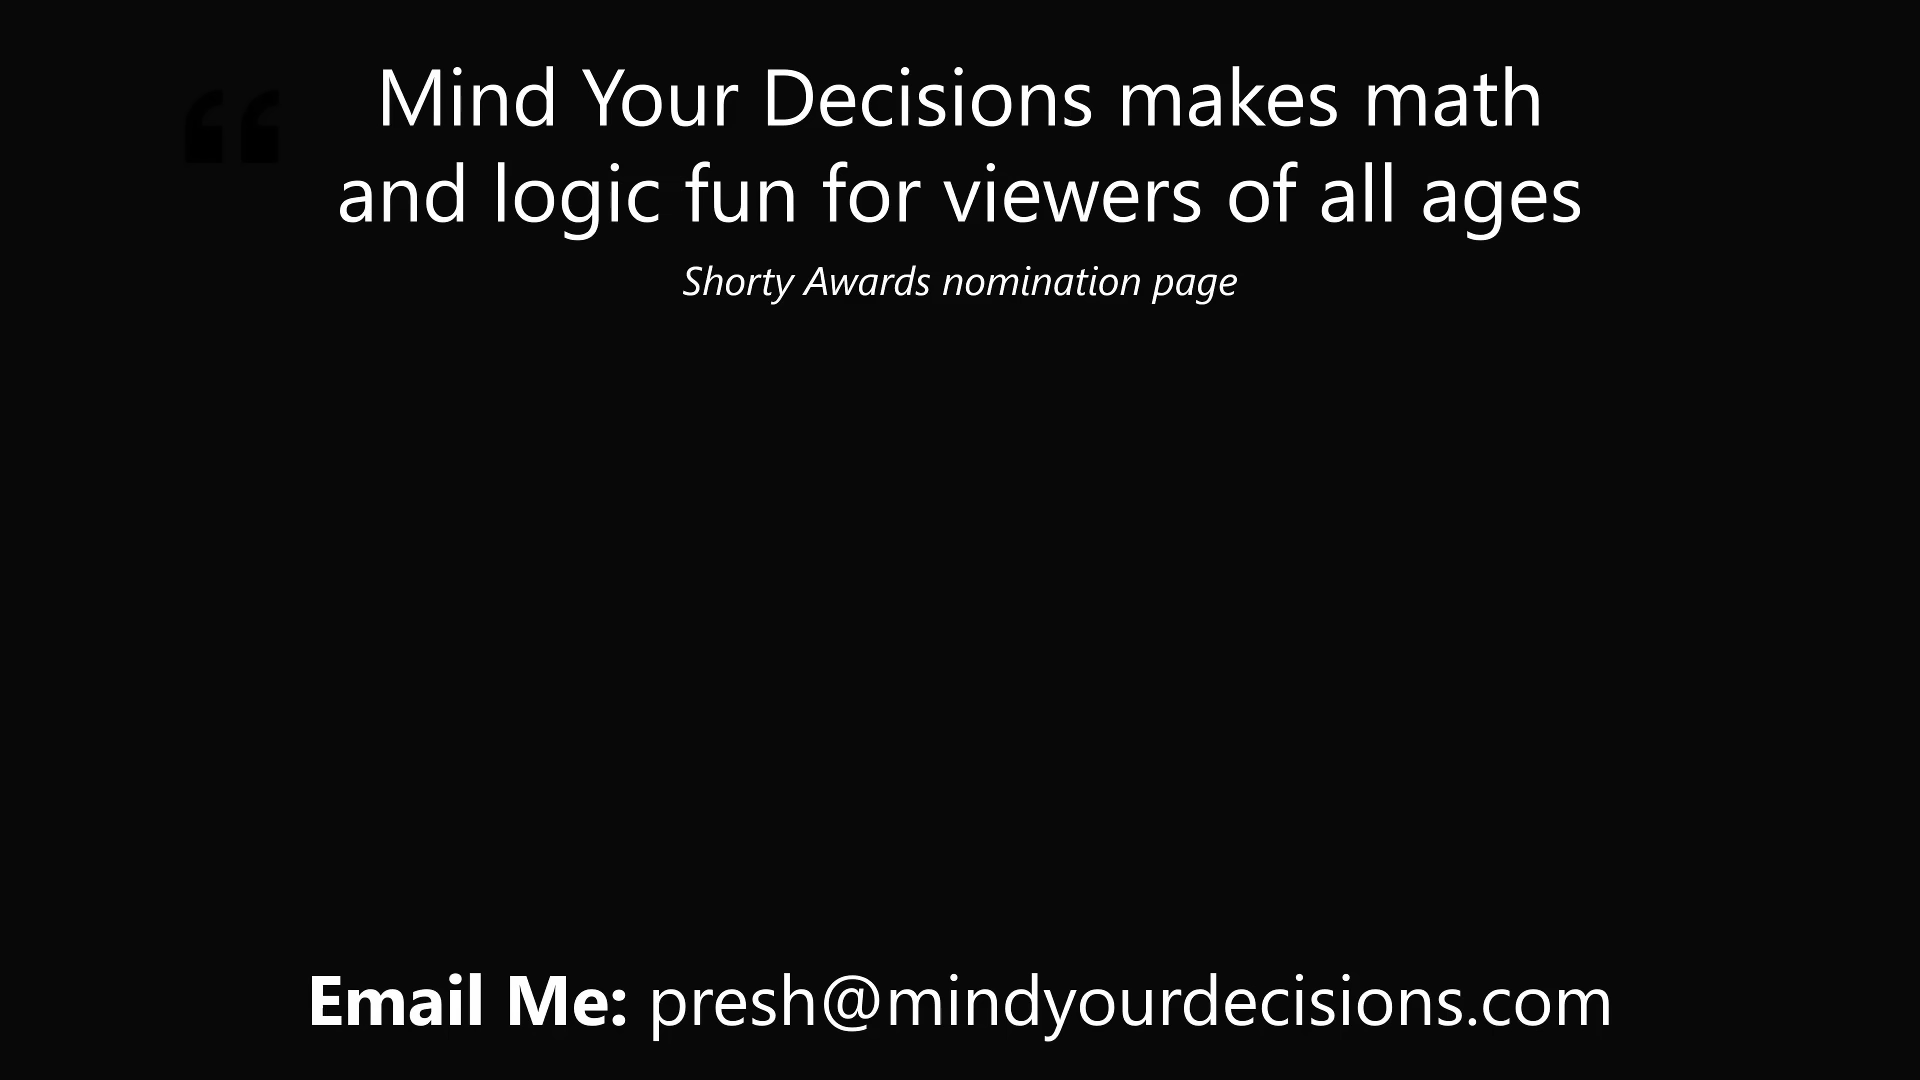 “
Mind Your Decisions makes math
and logic fun for viewers of all ages
Shorty Awards nomination page
Email Me: presh@mindyourdecisions.com